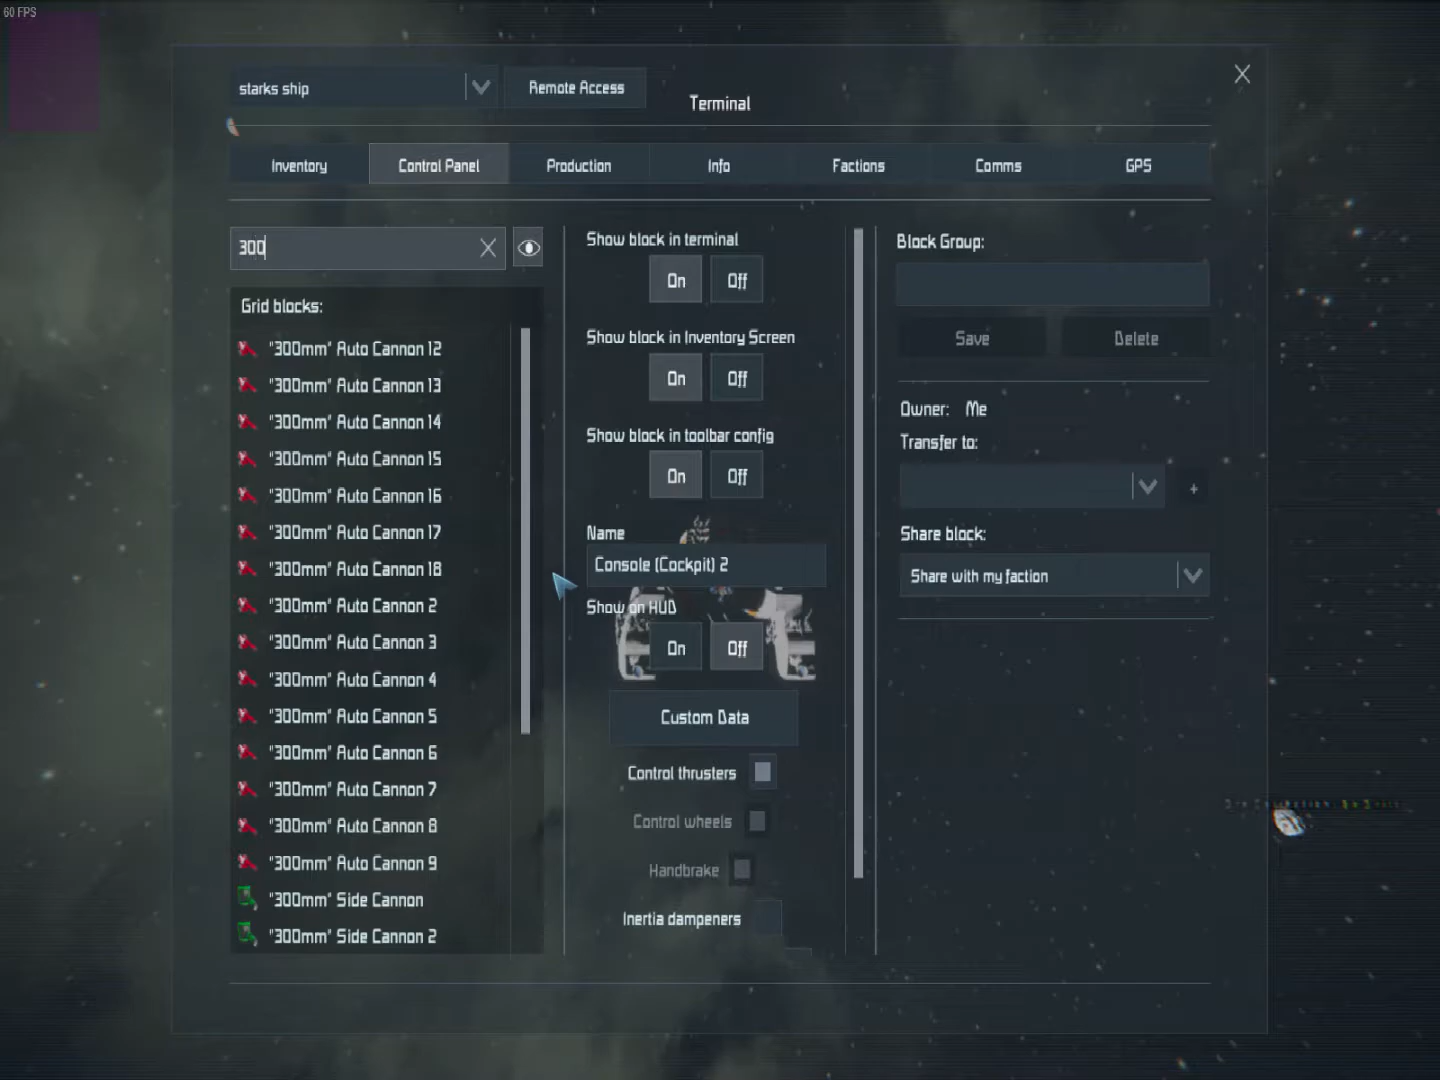 60 FPS
starks ship
Remote Access
Terminal
Inventory
Control Panel
Production
Info
Factions
Comms
GPS
300
Grid blocks:
"300mm" Auto Cannon 12
"300mm" Auto Cannon 13
"300mm" Auto Cannon 14
"300mm" Auto Cannon 15
"300mm" Auto Cannon 16
"300mm" Auto Cannon 17
"300mm" Auto Cannon 18
"300mm" Auto Cannon 2
"300mm" Auto Cannon 3
"300mm" Auto Cannon 4
"300mm" Auto Cannon 5
"300mm" Auto Cannon 6
"300mm" Auto Cannon 7
"300mm" Auto Cannon 8
"300mm" Auto Cannon 9
"300mm" Side Cannon
"300mm" Side Cannon 2
Show block in terminal
On
Off
Show block in Inventory Screen
On
Off
Show block in toolbar config
On
Off
Name
Console (Cockpit) 2
Show on HUD
On
Off
Custom Data
Control thrusters
Control wheels
Handbrake
Inertia dampeners
Block Group:
Save
Delete
Owner: Me
Transfer to:
+
Share block:
Share with my faction